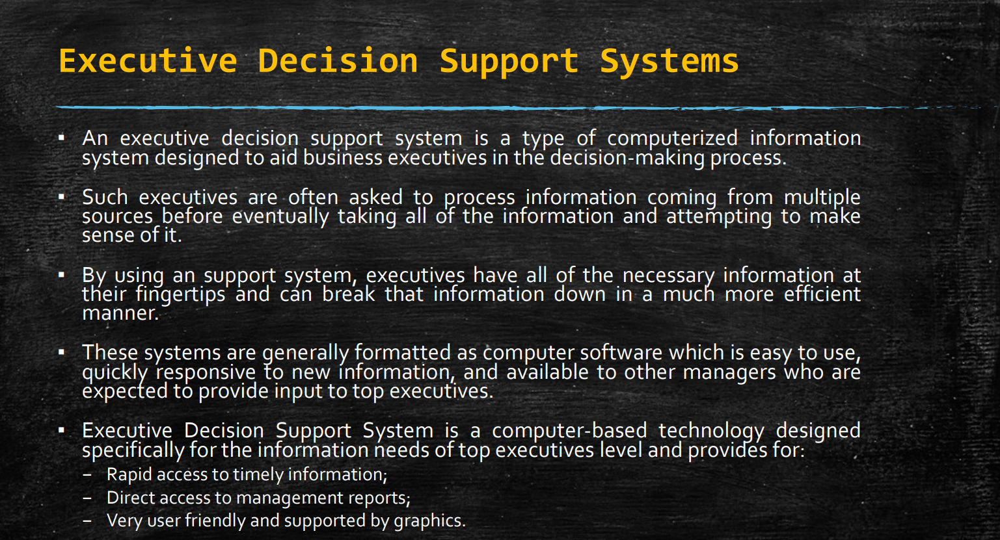 Executive Decision Support Systems
▪ An executive decision support system is a type of computerized information
system designed to aid business executives in the decision-making process.
▪ Such executives are often asked to process information coming from multiple
sources before eventually taking all of the information and attempting to make
sense of it.
▪ By using an support system, executives have all of the necessary information at
their fingertips and can break that information down in a much more efficient
manner.
▪ These systems are generally formatted as computer software which is easy to use,
quickly responsive to new information, and available to other managers who are
expected to provide input to top executives.
▪ Executive Decision Support System is a computer-based technology designed
specifically for the information needs of top executives level and provides for:
– Rapid access to timely information;
– Direct access to management reports;
– Very user friendly and supported by graphics.